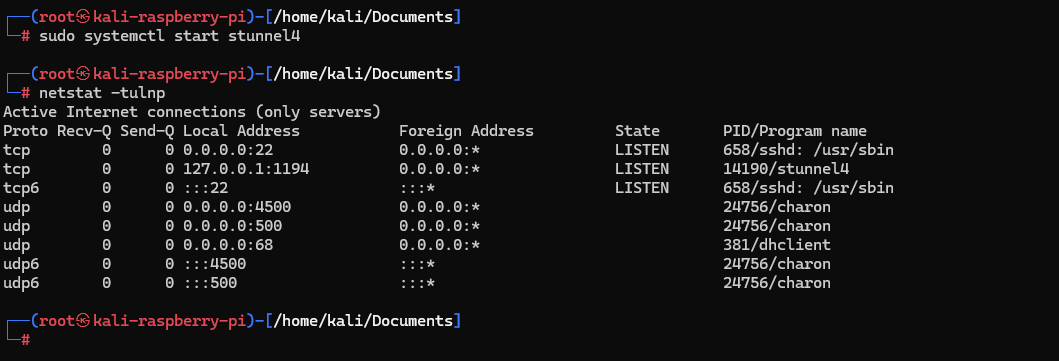 ┌──(root㉿kali-raspberry-pi)-[/home/kali/Documents]
└─# sudo systemctl start stunnel4
┌──(root㉿kali-raspberry-pi)-[/home/kali/Documents]
└─# netstat -tulnp
Active Internet connections (only servers)
Proto Recv-Q Send-Q Local Address           Foreign Address         State       PID/Program name
tcp        0      0 0.0.0.0:22              0.0.0.0:*               LISTEN      658/sshd: /usr/sbin
tcp        0      0 127.0.0.1:1194          0.0.0.0:*               LISTEN      14190/stunnel4
tcp6       0      0 :::22                   :::*                    LISTEN      658/sshd: /usr/sbin
udp        0      0 0.0.0.0:4500            0.0.0.0:*                           24756/charon
udp        0      0 0.0.0.0:500             0.0.0.0:*                           24756/charon
udp        0      0 0.0.0.0:68              0.0.0.0:*                           381/dhclient
udp6       0      0 :::4500                 :::*                                24756/charon
udp6       0      0 :::500                  :::*                                24756/charon
┌──(root㉿kali-raspberry-pi)-[/home/kali/Documents]
└─#